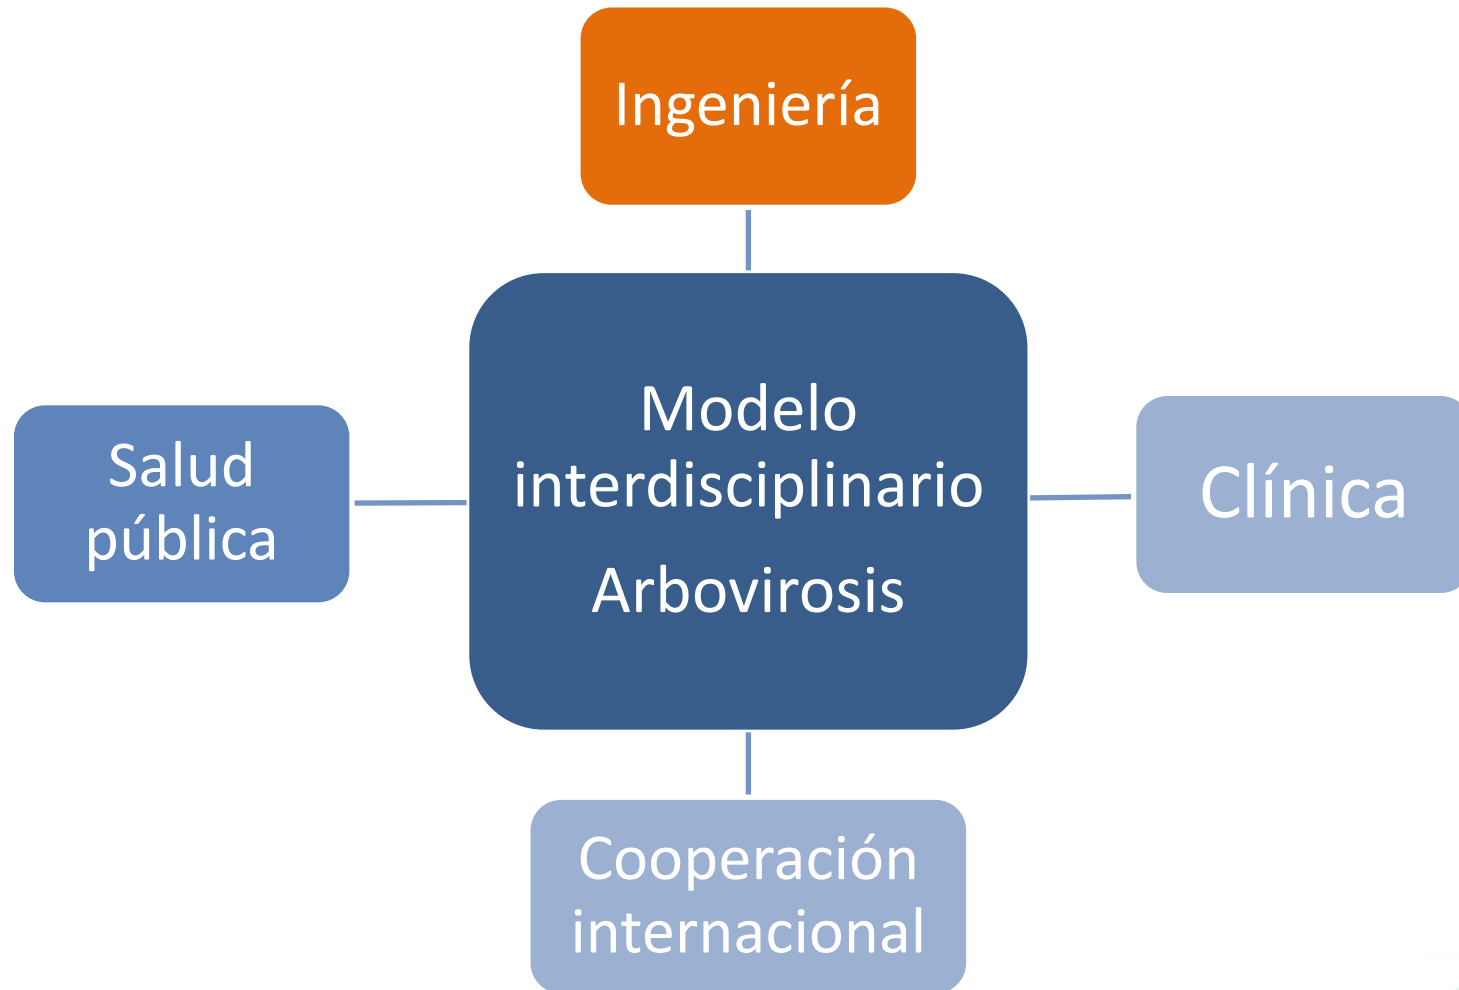 Ingeniería
Modelo
interdisciplinario
Arbovirosis
Salud
pública
Clínica
Cooperación
internacional